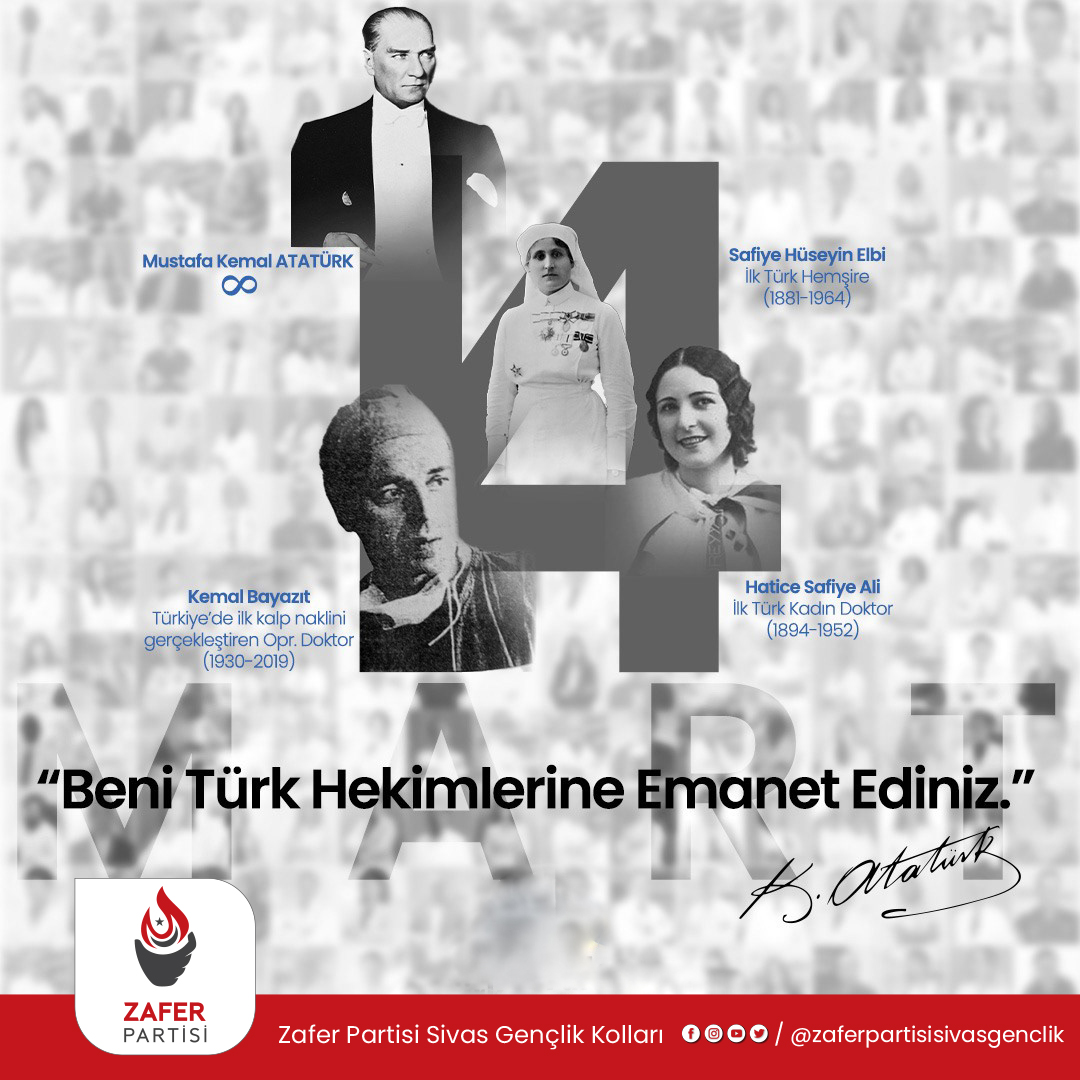 14
Mustafa Kemal ATATÜRK
∞
Safiye Hüseyin Elbi
İlk Türk Hemşire
(1881-1964)
Kemal Bayazıt
Türkiye’de ilk kalp naklini
gerçekleştiren Opr. Doktor
(1930-2019)
Hatice Safiye Ali
İlk Türk Kadın Doktor
(1894-1952)
MART
“Beni Türk Hekimlerine Emanet Ediniz.”
K. Atatürk
ZAFER
PARTİSİ
Zafer Partisi Sivas Gençlik Kolları / @zaferpartisisivasgenclik